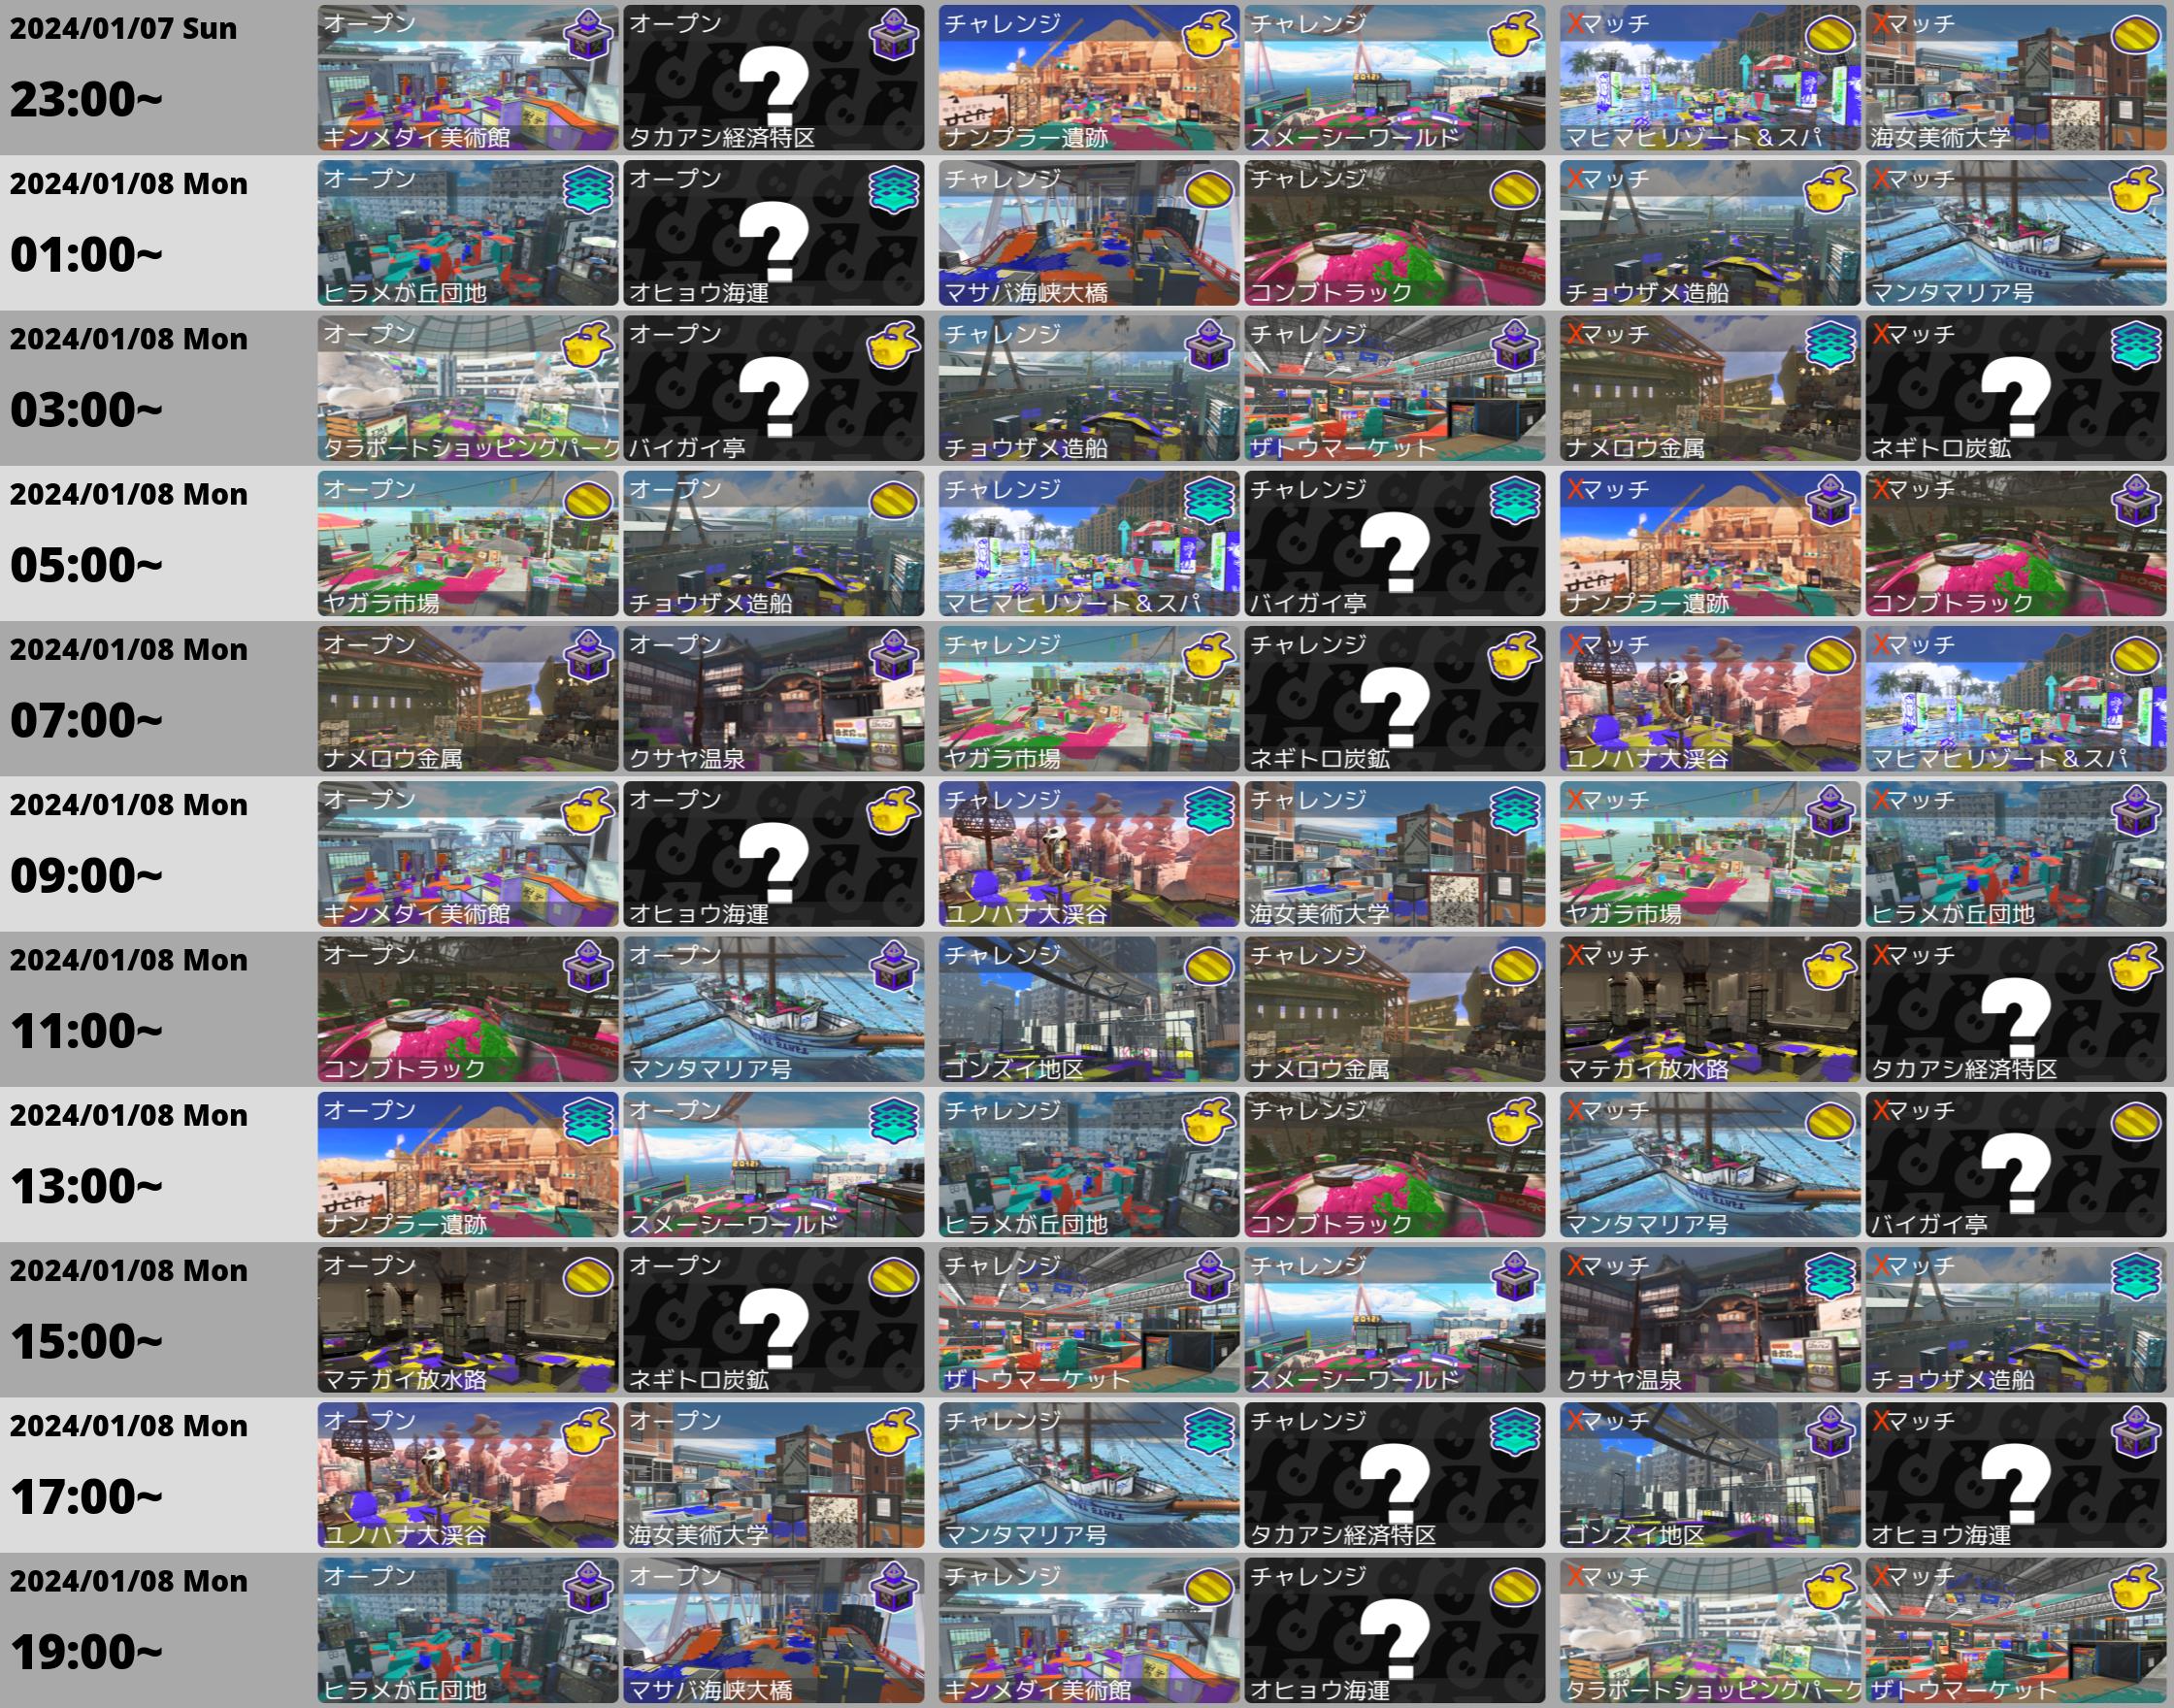 2024/01/07 Sun
23:00~
オープン
キンメダイ美術館
オープン
?
タカアシ経済特区
チャレンジ
ナンプラー遺跡
チャレンジ
スメーシーワールド
Xマッチ
マヒマヒリゾート＆スパ
Xマッチ
海女美術大学
2024/01/08 Mon
01:00~
オープン
ヒラメが丘団地
オープン
?
オヒョウ海運
チャレンジ
マサバ海峡大橋
チャレンジ
コンブトラック
Xマッチ
チョウザメ造船
Xマッチ
マンタマリア号
2024/01/08 Mon
03:00~
オープン
タラポートショッピングパーク
オープン
?
バイガイ亭
チャレンジ
チョウザメ造船
チャレンジ
ザトウマーケット
Xマッチ
ナメロウ金属
Xマッチ
?
ネギトロ炭鉱
2024/01/08 Mon
05:00~
オープン
ヤガラ市場
オープン
チョウザメ造船
チャレンジ
マヒマヒリゾート＆スパ
チャレンジ
?
バイガイ亭
Xマッチ
ナンプラー遺跡
Xマッチ
コンブトラック
2024/01/08 Mon
07:00~
オープン
ナメロウ金属
オープン
クサヤ温泉
チャレンジ
ヤガラ市場
チャレンジ
?
ネギトロ炭鉱
Xマッチ
ユノハナ大渓谷
Xマッチ
マヒマヒリゾート＆スパ
2024/01/08 Mon
09:00~
オープン
キンメダイ美術館
オープン
?
オヒョウ海運
チャレンジ
ユノハナ大渓谷
チャレンジ
海女美術大学
Xマッチ
ヤガラ市場
Xマッチ
ヒラメが丘団地
2024/01/08 Mon
11:00~
オープン
コンブトラック
オープン
マンタマリア号
チャレンジ
ゴンズイ地区
チャレンジ
ナメロウ金属
Xマッチ
マテガイ放水路
Xマッチ
?
タカアシ経済特区
2024/01/08 Mon
13:00~
オープン
ナンプラー遺跡
オープン
スメーシーワールド
チャレンジ
ヒラメが丘団地
チャレンジ
コンブトラック
Xマッチ
マンタマリア号
Xマッチ
?
バイガイ亭
2024/01/08 Mon
15:00~
オープン
マテガイ放水路
オープン
?
ネギトロ炭鉱
チャレンジ
ザトウマーケット
チャレンジ
スメーシーワールド
Xマッチ
クサヤ温泉
Xマッチ
チョウザメ造船
2024/01/08 Mon
17:00~
オープン
ユノハナ大渓谷
オープン
海女美術大学
チャレンジ
マンタマリア号
チャレンジ
?
タカアシ経済特区
Xマッチ
ゴンズイ地区
Xマッチ
?
オヒョウ海運
2024/01/08 Mon
19:00~
オープン
ヒラメが丘団地
オープン
マサバ海峡大橋
チャレンジ
キンメダイ美術館
チャレンジ
?
オヒョウ海運
Xマッチ
タラポートショッピングパーク
Xマッチ
ザトウマーケット